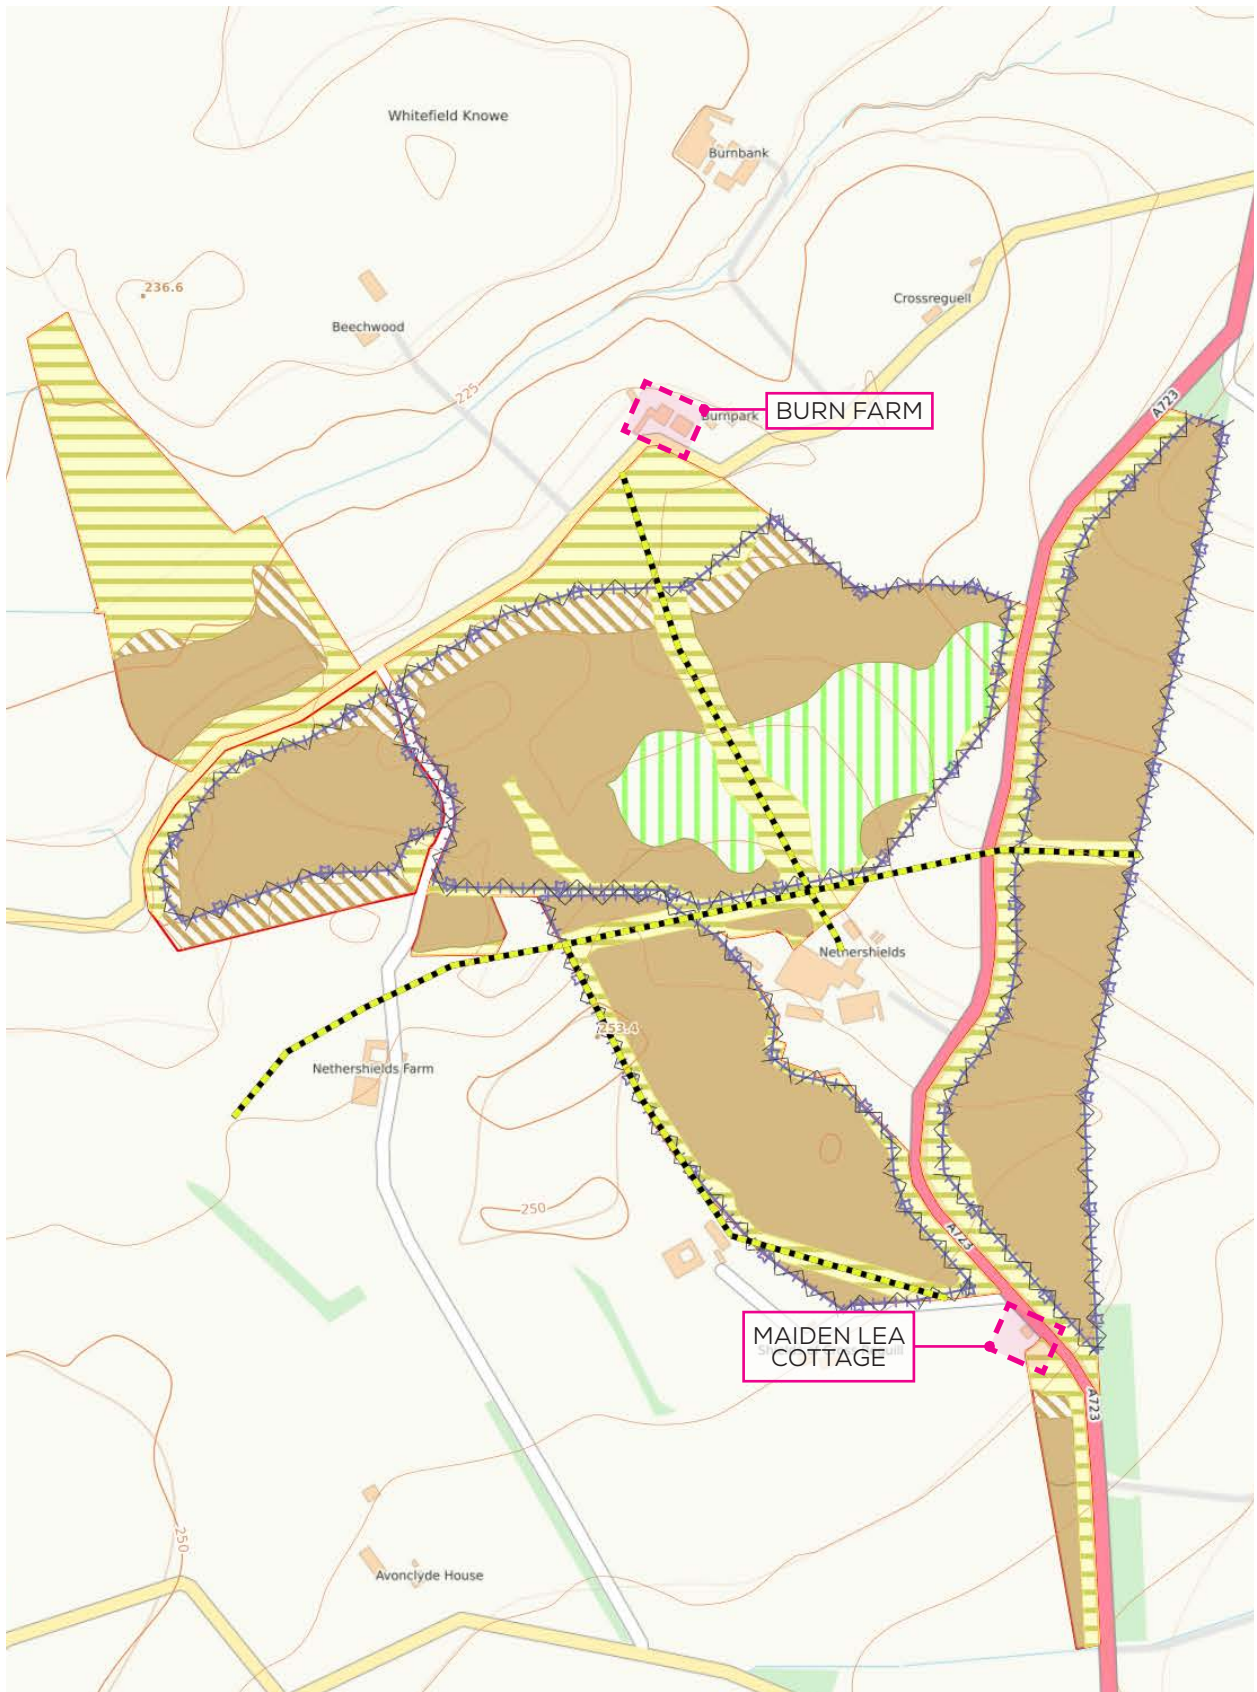 Whitefield Knowe
Burnbank
236.6
Crossreguell
Beechwood
225
A723
BURN FARM
Burnpark
Nethershields
253.4
Nethershields Farm
250
A723
MAIDEN LEA
COTTAGE
A723
250
Avonclyde House